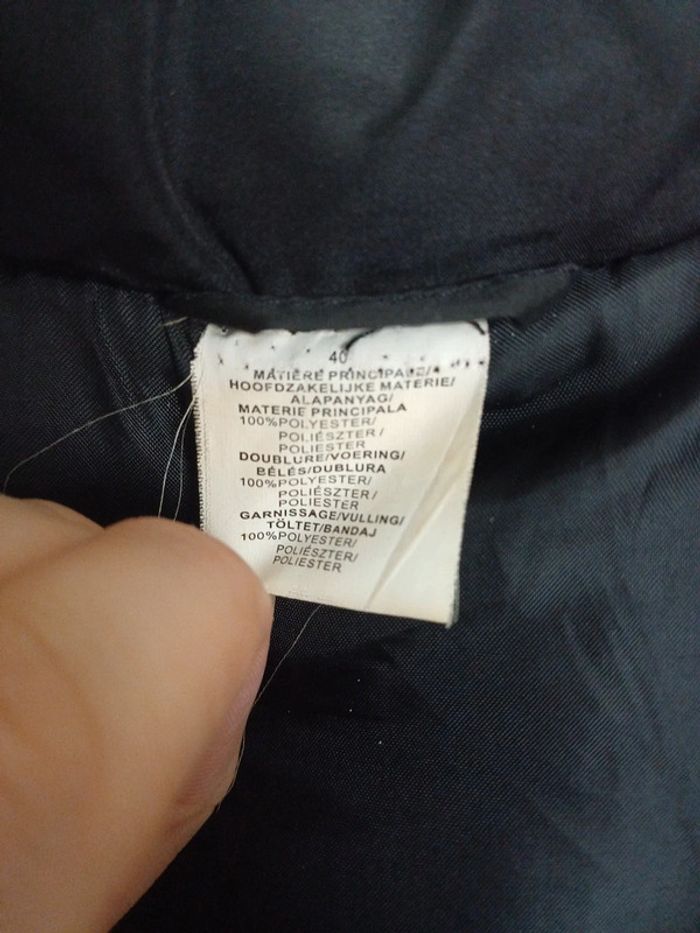 40
MATIÈRE PRINCIPALE/
HOOFDZAKELIJKE MATERIE/
ALAPANYAG/
MATERIE PRINCIPALA
100%POLYESTER/
POLIÉSZTER/
POLIESTER
DOUBLURE/VOERING/
BÉLÉS/DUBLURA
100%POLYESTER/
POLIÉSZTER/
POLIESTER
GARNISSAGE/VULLING/
TÖLTET/BANDAJ
100%POLYESTER/
POLIÉSZTER/
POLIESTER